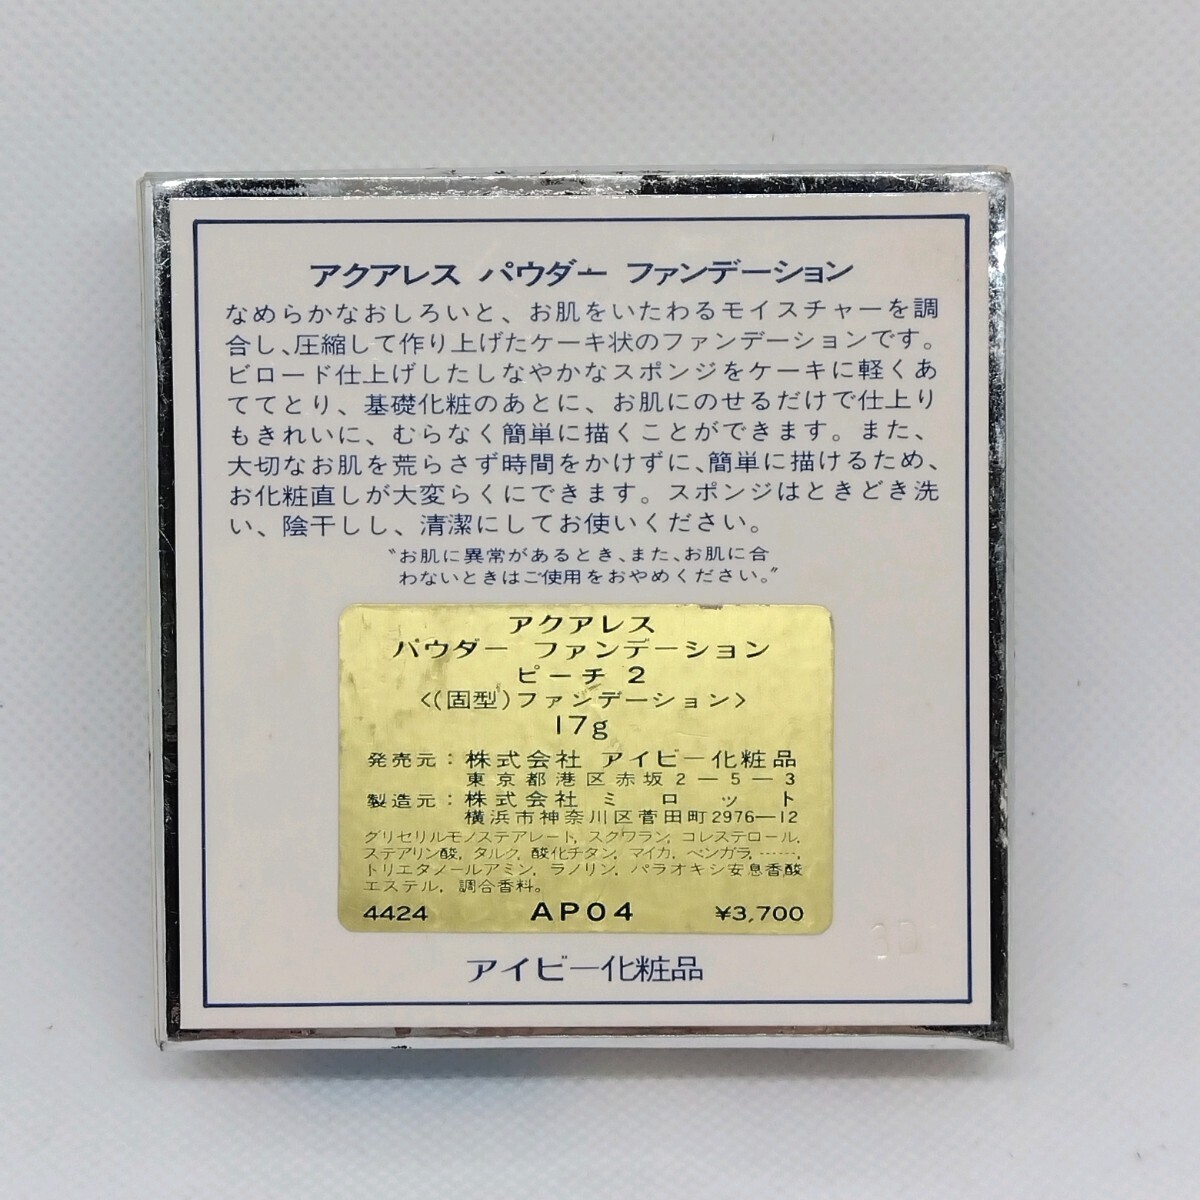 アクアレス パウダー ファンデーション
なめらかなおしろいと、お肌をいたわるモイスチャーを調
合し、圧縮して作り上げたケーキ状のファンデーションです。
ビロード仕上げしたしなやかなスポンジをケーキに軽くあ
ててとり、基礎化粧のあとに、お肌にのせるだけで仕上り
もきれいに、むらなく簡単に描くことができます。また、
大切なお肌を荒らさず時間をかけずに、簡単に描けるため、
お化粧直しが大変らくにできます。スポンジはときどき洗
い、陰干しし、清潔にしてお使いください。
〝お肌に異常があるとき、また、お肌に合
わないときはご使用をおやめください。〟
アクアレス
パウダー ファンデーション
ピーチ 2
<(固型)ファンデーション>
17g
発売元：株式会社 アイビー化粧品
東京都港区赤坂2－5－3
製造元：株式会社ミロット
横浜市神奈川区菅田町2976－12
グリセリルモノステアレート, スクワラン, コレステロール,
ステアリン酸, タルク, 酸化チタン, マイカ, ベンガラ, ------,
トリエタノールアミン, ラノリン, パラオキシ安息香酸
エステル, 調合香料。
4424 AP04 ¥3,700
3D
アイビー化粧品